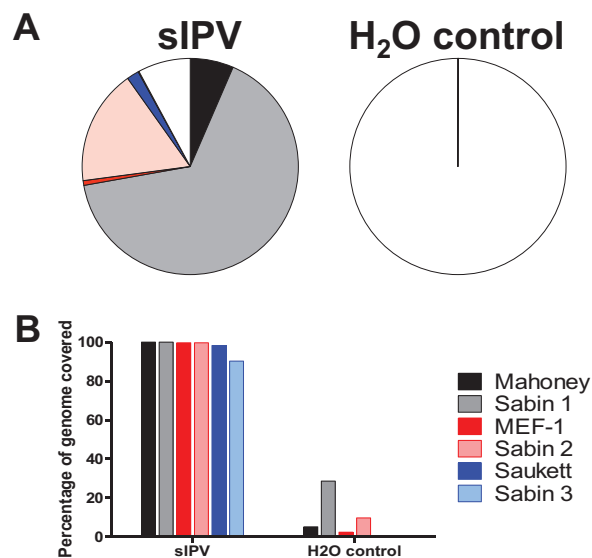 A
sIPV
H2O control
B
Percentage of genome covered
100
80
60
40
20
0
sIPV
H2O control
Mahoney
Sabin 1
MEF-1
Sabin 2
Saukett
Sabin 3